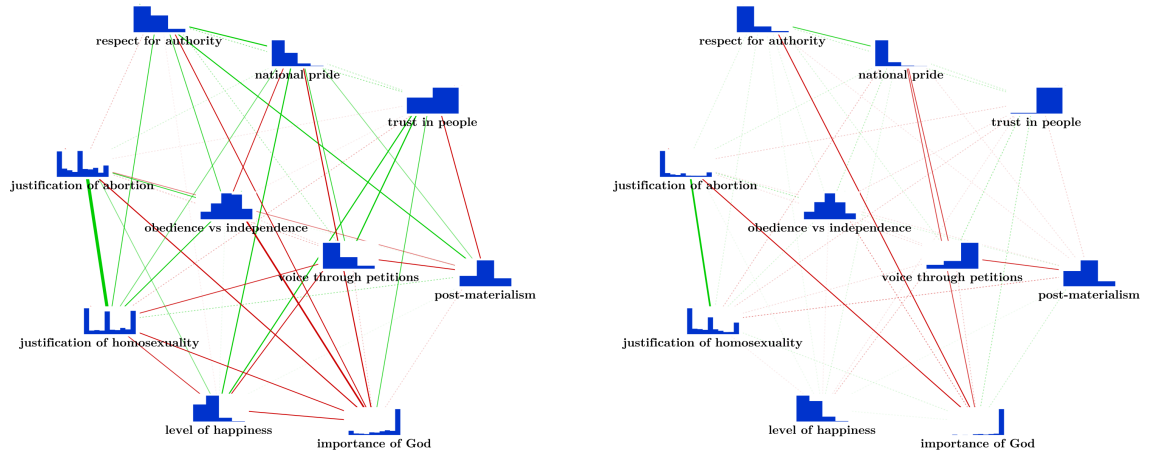 respect for authority
national pride
trust in people
justification of abortion
obedience vs independence
voice through petitions
post-materialism
justification of homosexuality
level of happiness
importance of God
respect for authority
national pride
trust in people
justification of abortion
obedience vs independence
voice through petitions
post-materialism
justification of homosexuality
level of happiness
importance of God